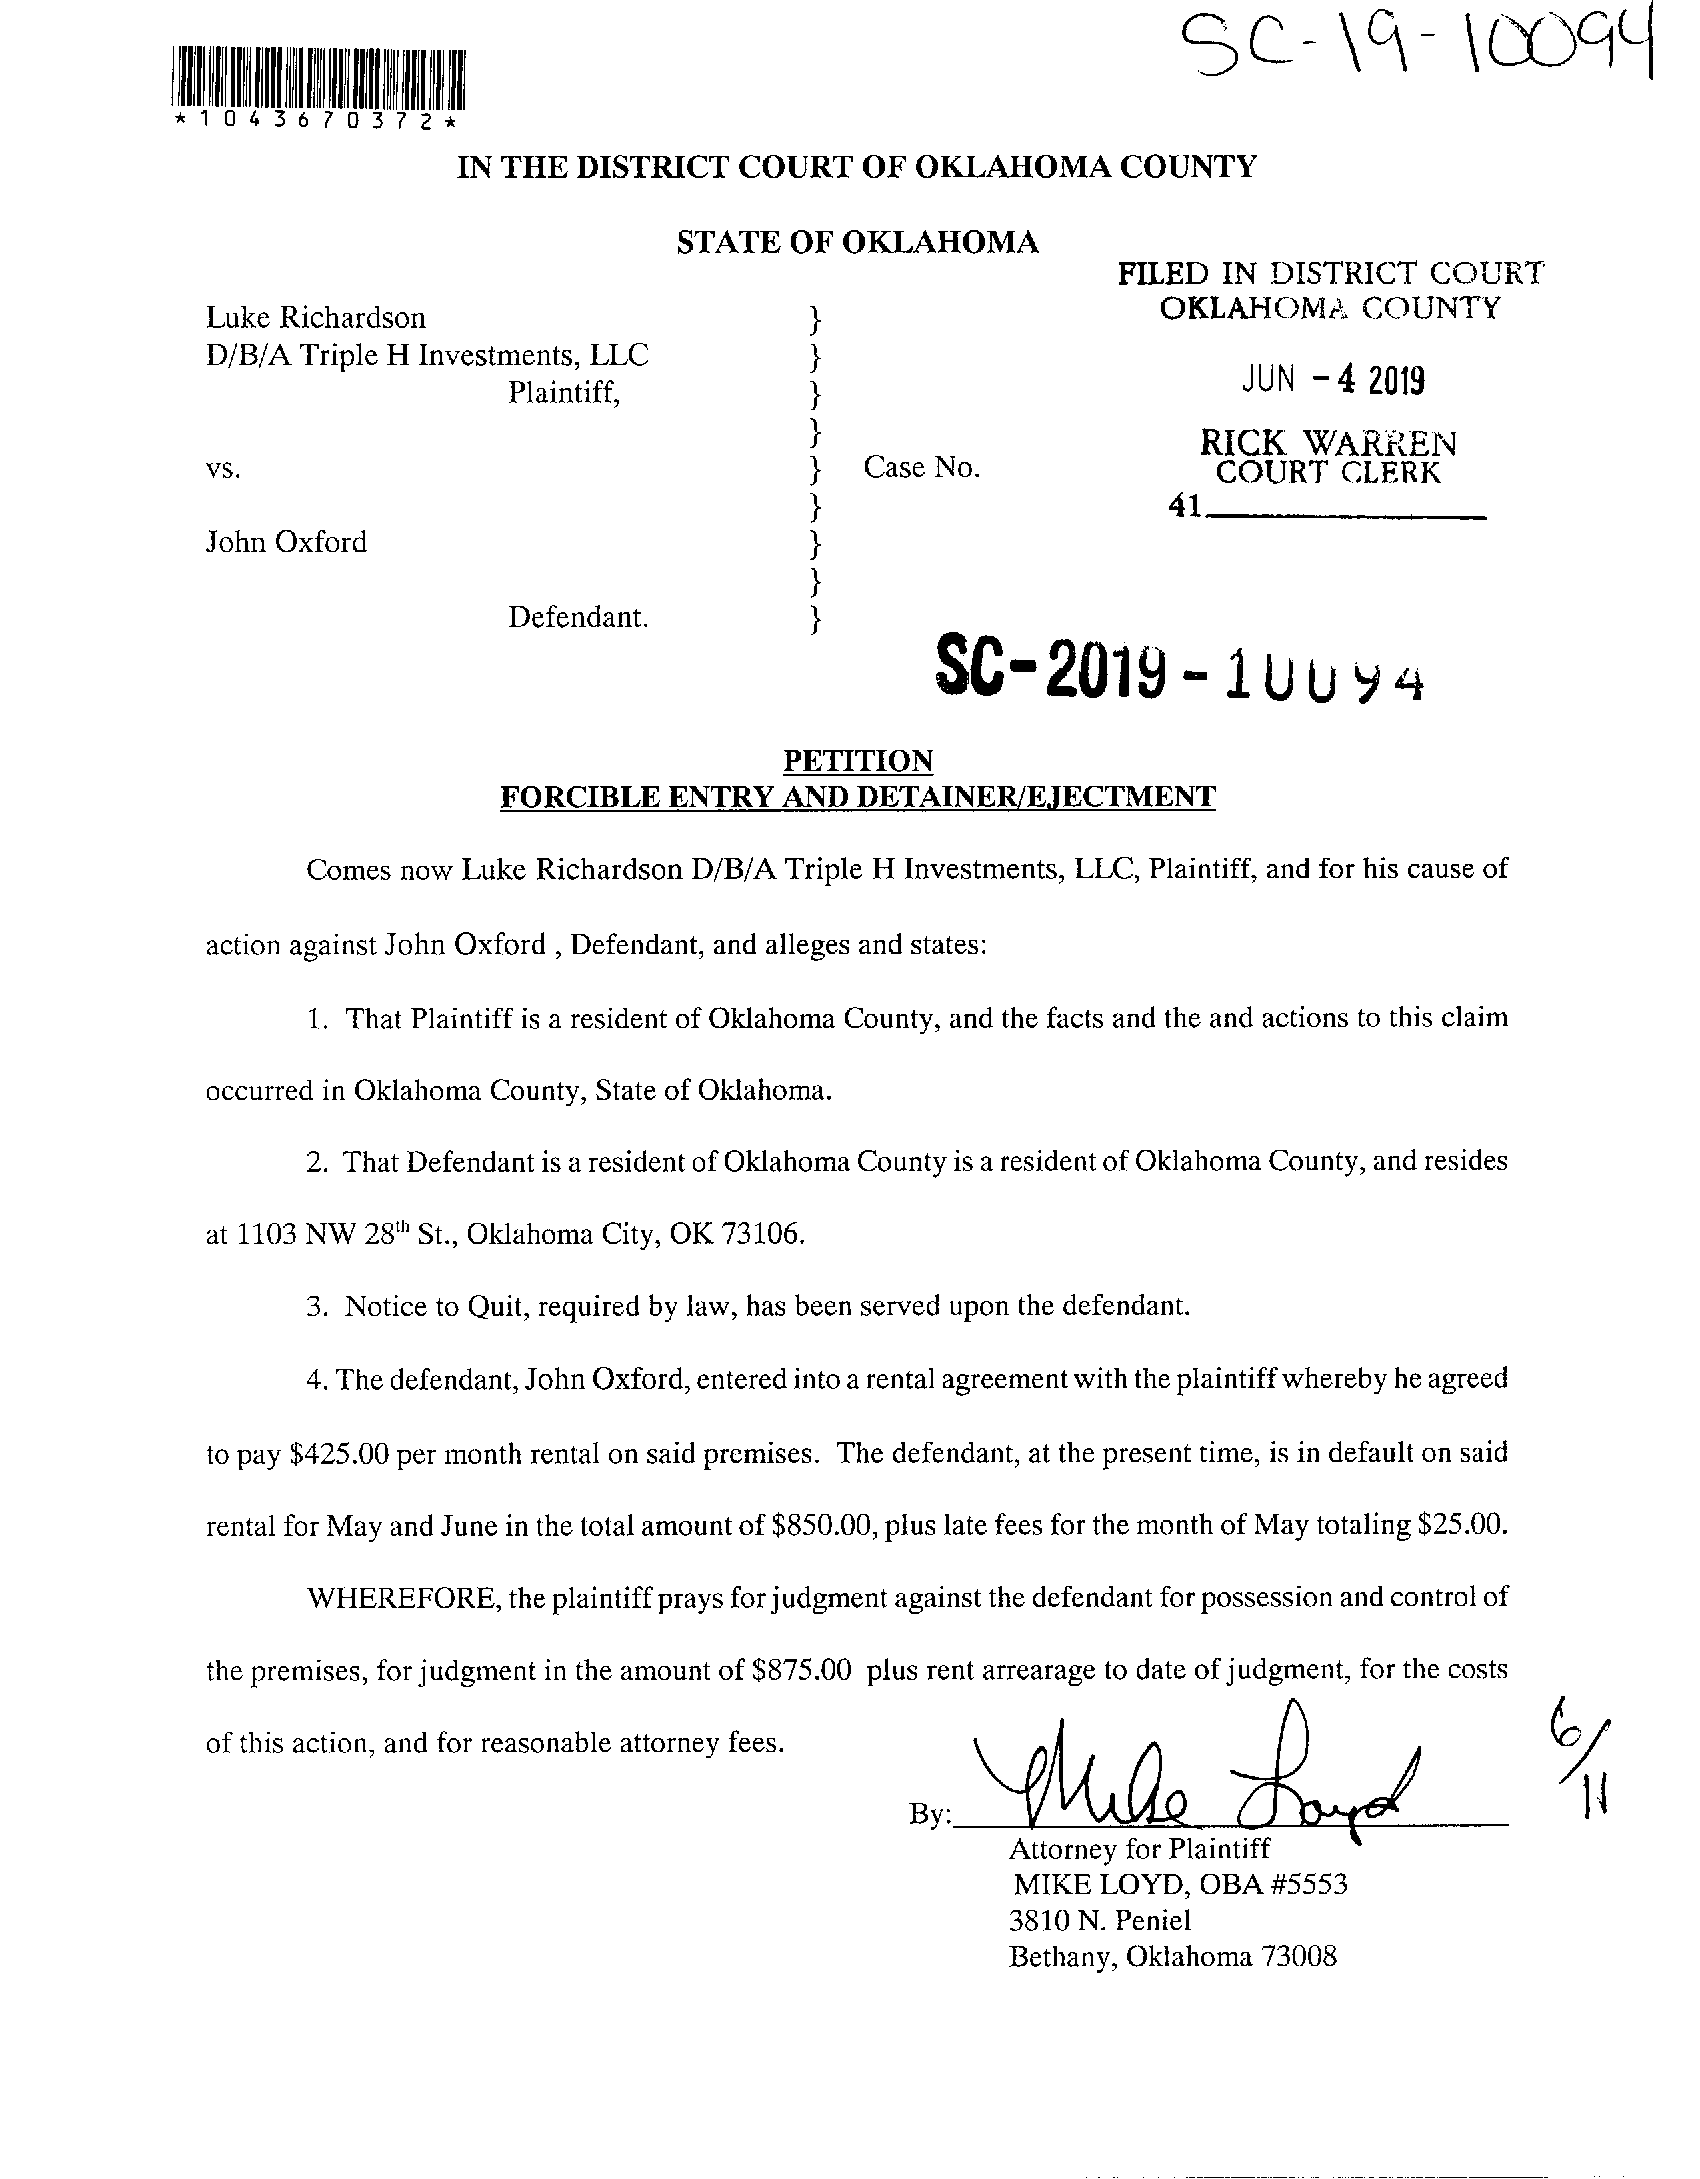 SC-19-10094
*1043670372*
IN THE DISTRICT COURT OF OKLAHOMA COUNTY
STATE OF OKLAHOMA
FILED IN DISTRICT COURT
OKLAHOMA COUNTY
JUN -4 2019
RICK WARREN
COURT CLERK
41
Luke Richardson }
D/B/A Triple H Investments, LLC }
Plaintiff, }
}
vs. } Case No.
}
John Oxford }
}
Defendant. }
SC-2019-10094
PETITION
FORCIBLE ENTRY AND DETAINER/EJECTMENT
Comes now Luke Richardson D/B/A Triple H Investments, LLC, Plaintiff, and for his cause of
action against John Oxford , Defendant, and alleges and states:
1. That Plaintiff is a resident of Oklahoma County, and the facts and the and actions to this claim
occurred in Oklahoma County, State of Oklahoma.
2. That Defendant is a resident of Oklahoma County is a resident of Oklahoma County, and resides
at 1103 NW 28th St., Oklahoma City, OK 73106.
3. Notice to Quit, required by law, has been served upon the defendant.
4. The defendant, John Oxford, entered into a rental agreement with the plaintiff whereby he agreed
to pay $425.00 per month rental on said premises. The defendant, at the present time, is in default on said
rental for May and June in the total amount of $850.00, plus late fees for the month of May totaling $25.00.
WHEREFORE, the plaintiff prays for judgment against the defendant for possession and control of
the premises, for judgment in the amount of $875.00 plus rent arrearage to date of judgment, for the costs
of this action, and for reasonable attorney fees.
6/11
By: Mike Loyd
Attorney for Plaintiff
MIKE LOYD, OBA #5553
3810 N. Peniel
Bethany, Oklahoma 73008